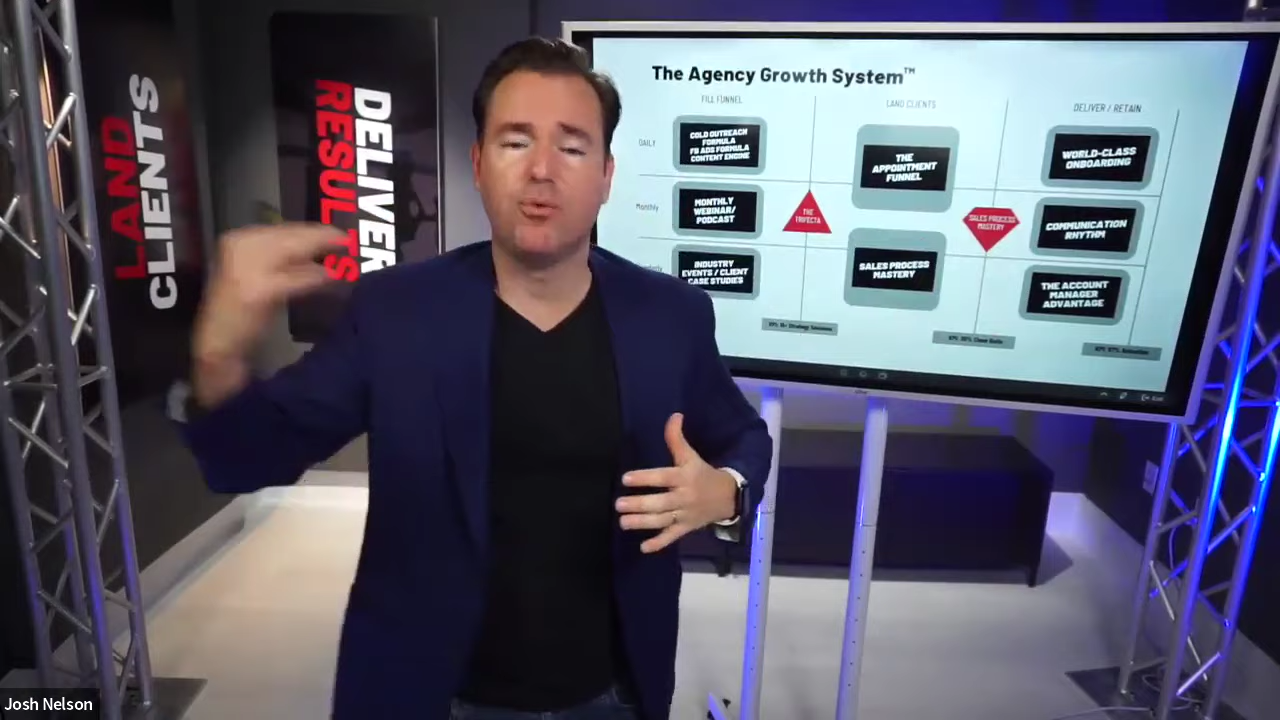 LAND
CLIENTS
DELIVER
RESULTS
The Agency Growth System™
FILL FUNNEL
LAND CLIENTS
DELIVER / RETAIN
DAILY
COLD OUTREACH
FORMULA
FB ADS FORMULA
CONTENT ENGINE
THE
APPOINTMENT
FUNNEL
WORLD-CLASS
ONBOARDING
Monthly
MONTHLY
WEBINAR/
PODCAST
THE
TRIFECTA
SALES PROCESS
MASTERY
COMMUNICATION
RHYTHM
INDUSTRY
EVENTS / CLIENT
CASE STUDIES
SALES PROCESS
MASTERY
THE ACCOUNT
MANAGER
ADVANTAGE
Josh Nelson